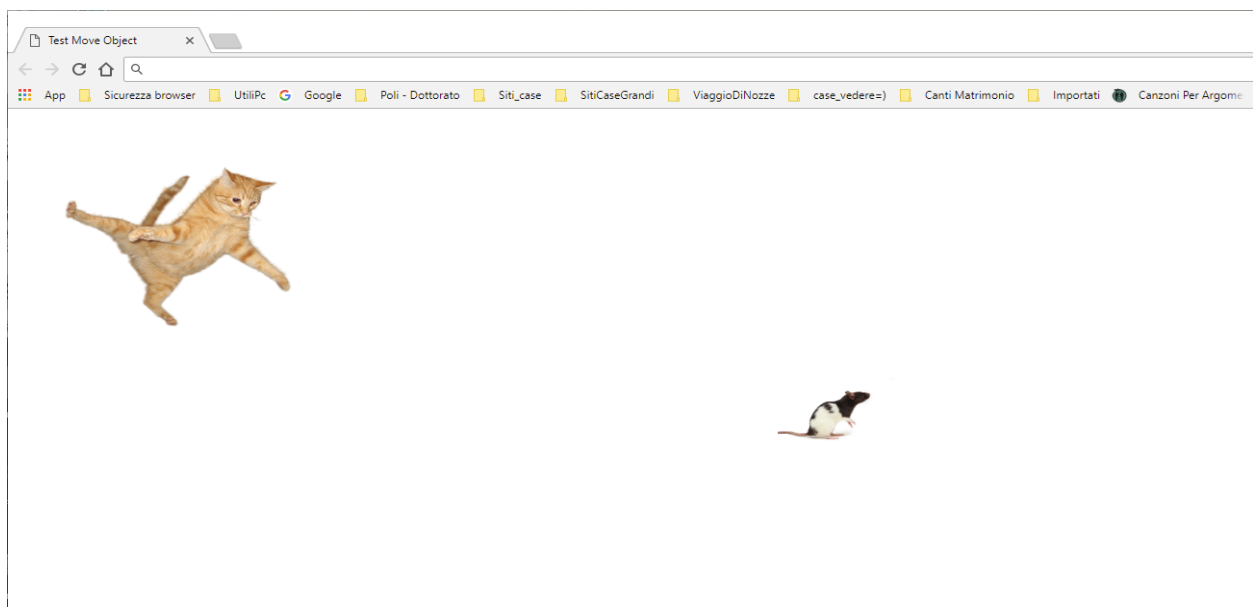 Test Move Object
App Sicurezza browser UtiliPc Google Poli - Dottorato Siti_case SitiCaseGrandi ViaggioDiNozze case_vedere=) Canti Matrimonio Importati Canzoni Per Argome